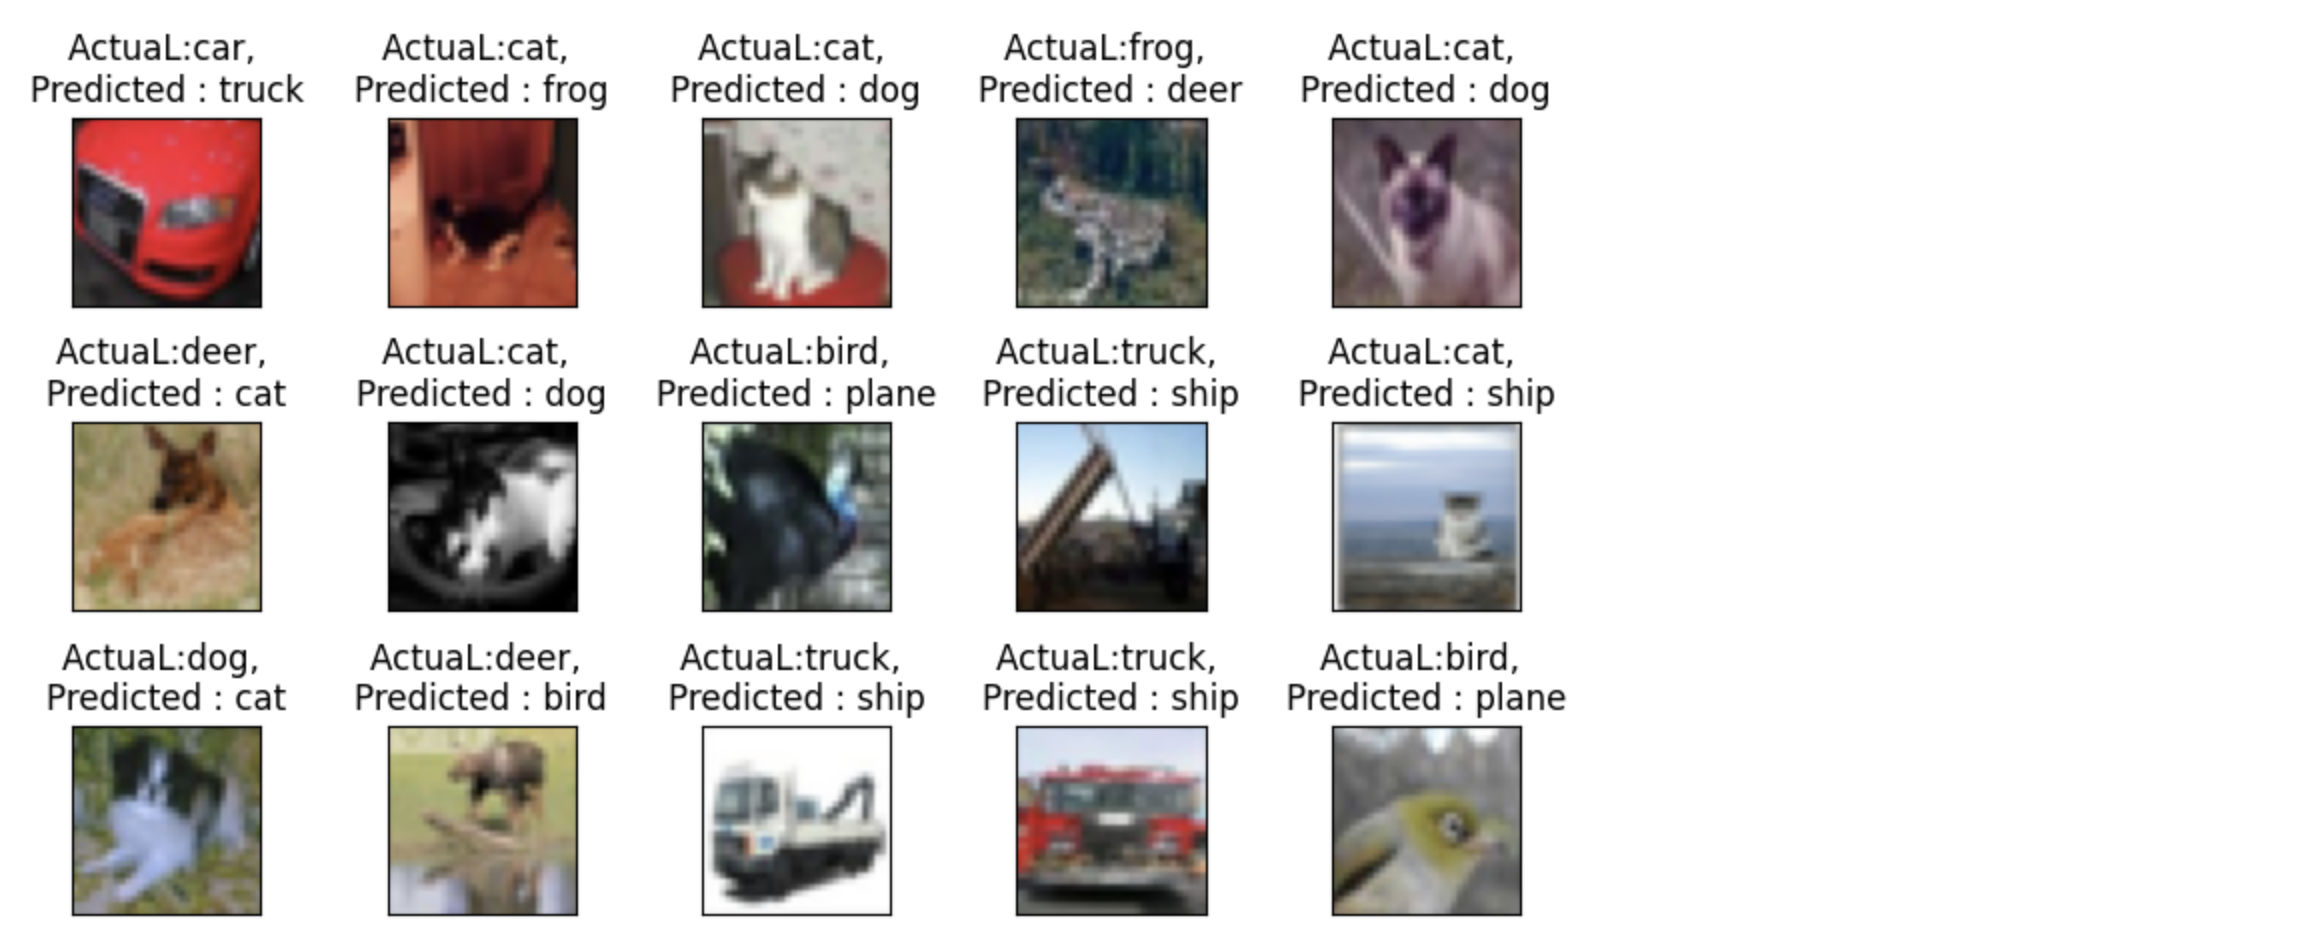 ActuaL:car,
Predicted : truck
ActuaL:cat,
Predicted : frog
ActuaL:cat,
Predicted : dog
ActuaL:frog,
Predicted : deer
ActuaL:cat,
Predicted : dog
ActuaL:deer,
Predicted : cat
ActuaL:cat,
Predicted : dog
ActuaL:bird,
Predicted : plane
ActuaL:truck,
Predicted : ship
ActuaL:cat,
Predicted : ship
ActuaL:dog,
Predicted : cat
ActuaL:deer,
Predicted : bird
ActuaL:truck,
Predicted : ship
ActuaL:truck,
Predicted : ship
ActuaL:bird,
Predicted : plane